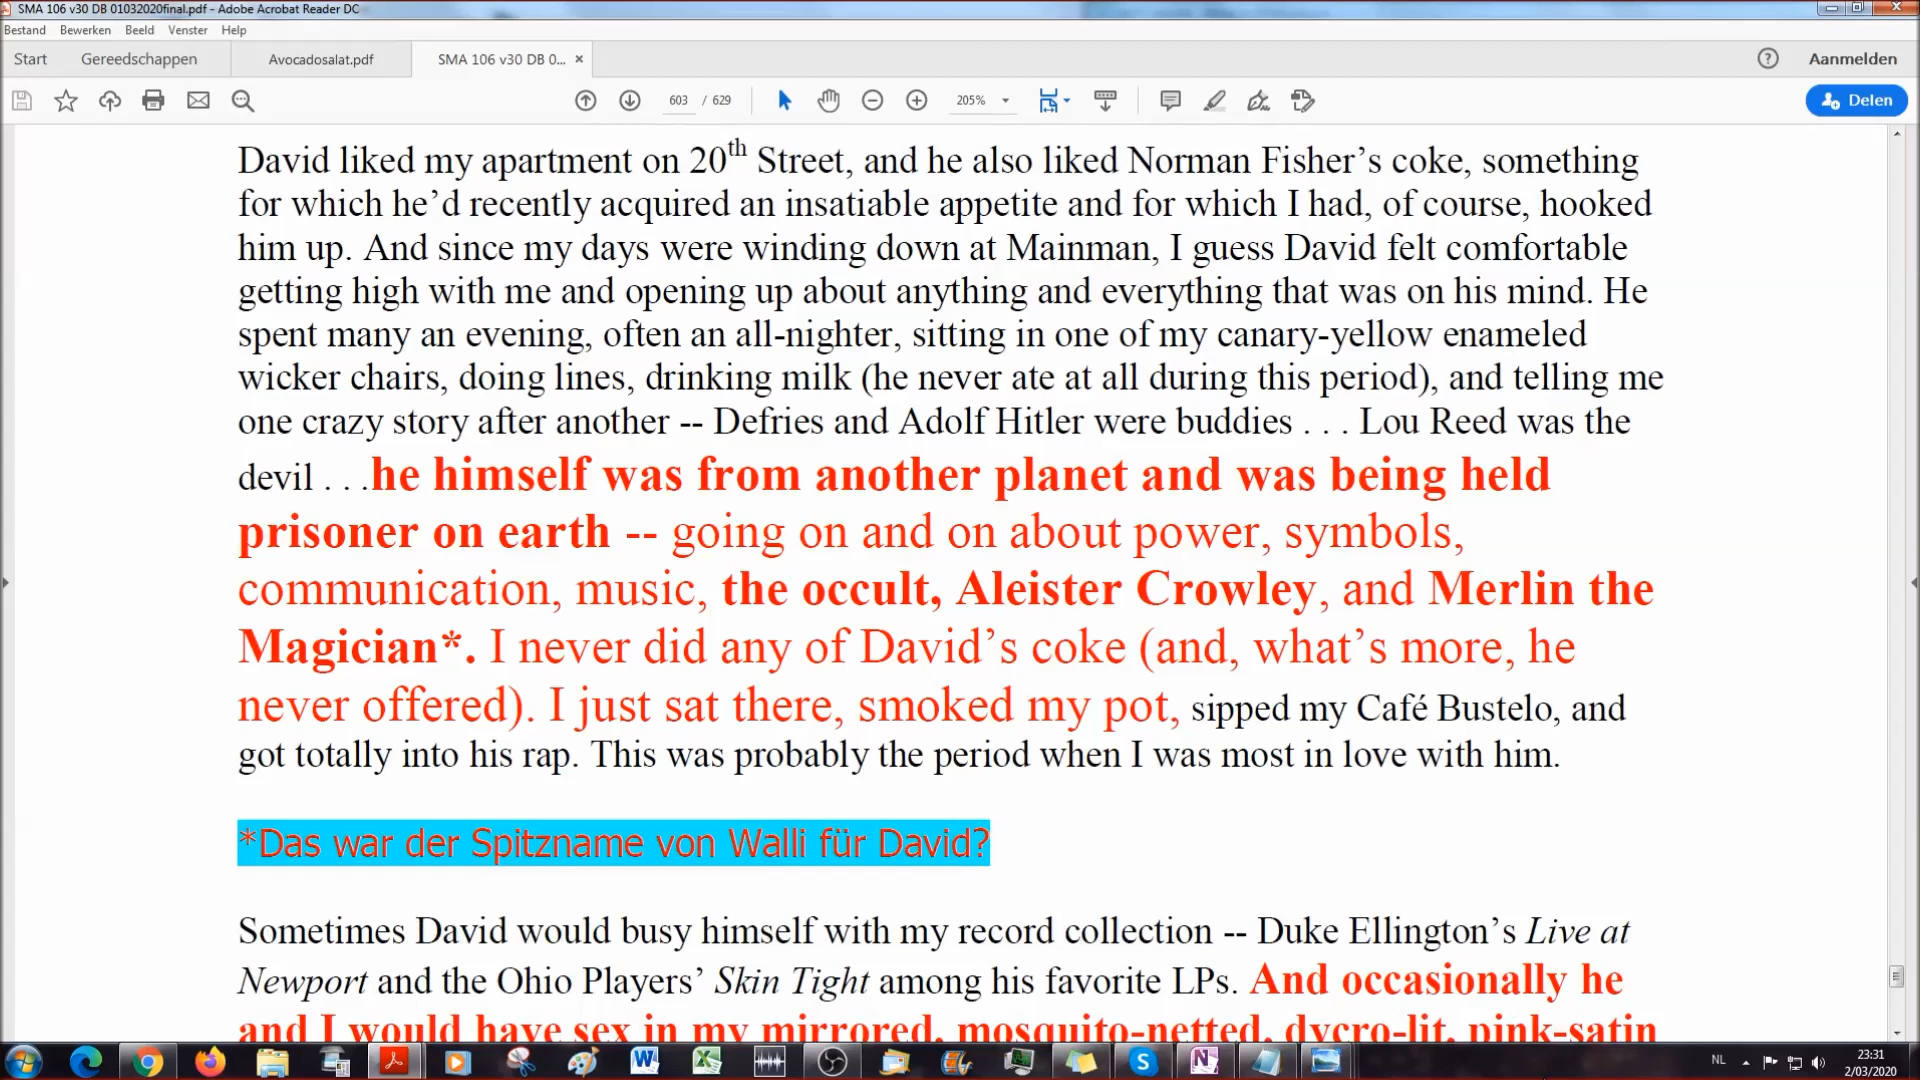 SMA 106 v30 DB 01032020final.pdf - Adobe Acrobat Reader DC
Bestand Bewerken Beeld Venster Help
Start Gereedschappen Avocadosalat.pdf SMA 106 v30 DB 0... × ? Aanmelden
603 / 629 205% Delen
David liked my apartment on 20th Street, and he also liked Norman Fisher’s coke, something
for which he’d recently acquired an insatiable appetite and for which I had, of course, hooked
him up. And since my days were winding down at Mainman, I guess David felt comfortable
getting high with me and opening up about anything and everything that was on his mind. He
spent many an evening, often an all-nighter, sitting in one of my canary-yellow enameled
wicker chairs, doing lines, drinking milk (he never ate at all during this period), and telling me
one crazy story after another -- Defries and Adolf Hitler were buddies . . . Lou Reed was the
devil . . .he himself was from another planet and was being held
prisoner on earth -- going on and on about power, symbols,
communication, music, the occult, Aleister Crowley, and Merlin the
Magician*. I never did any of David’s coke (and, what’s more, he
never offered). I just sat there, smoked my pot, sipped my Café Bustelo, and
got totally into his rap. This was probably the period when I was most in love with him.
*Das war der Spitzname von Walli für David?
Sometimes David would busy himself with my record collection -- Duke Ellington’s Live at
Newport and the Ohio Players’ Skin Tight among his favorite LPs. And occasionally he
and I would have sex in my mirrored, mosquito-netted, dycro-lit, pink-satin
NL 23:31
2/03/2020